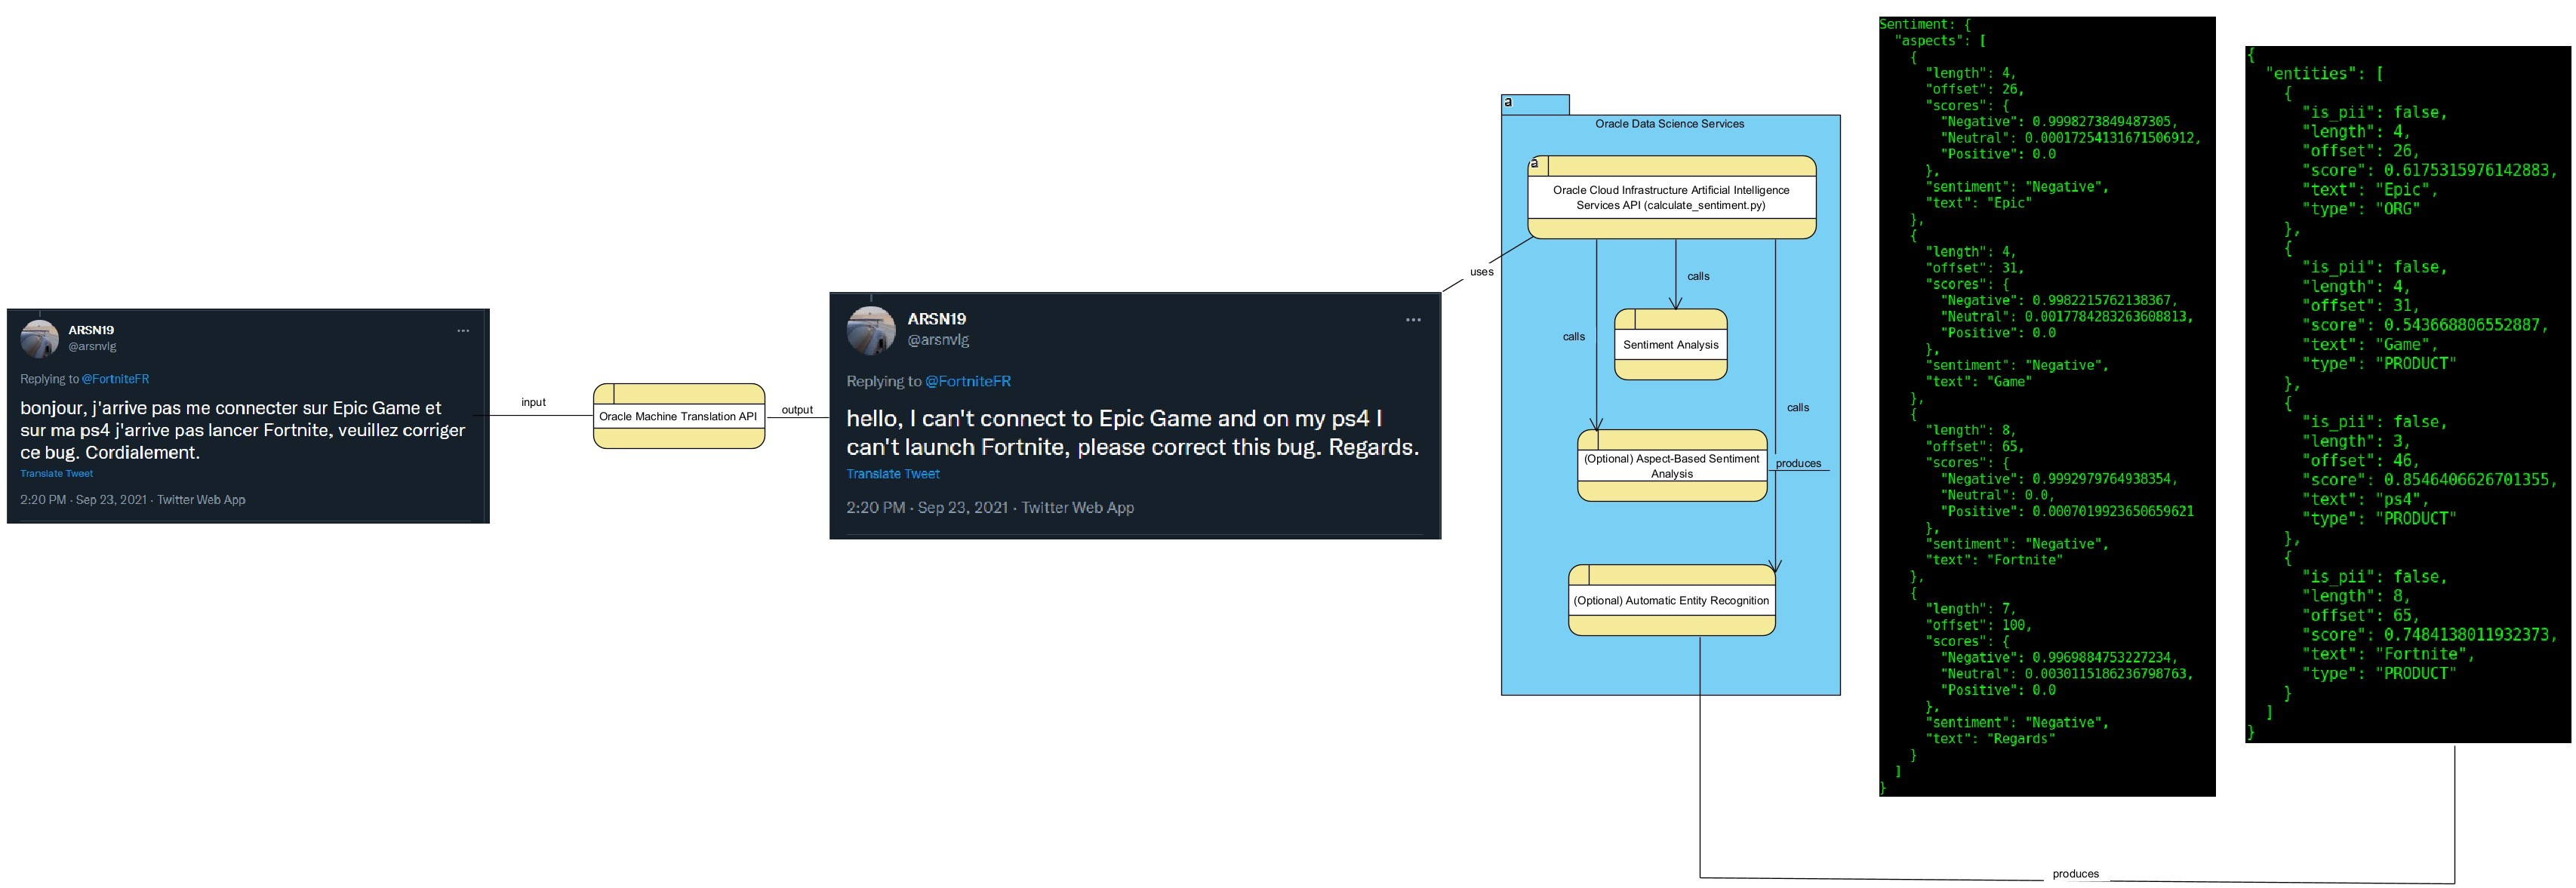 ARSN19
@arsnvlg
Replying to @FortniteFR
bonjour, j'arrive pas me connecter sur Epic Game et
sur ma ps4 j'arrive pas lancer Fortnite, veuillez corriger
ce bug. Cordialement.
Translate Tweet
2:20 PM · Sep 23, 2021 · Twitter Web App
input
Oracle Machine Translation API
output
ARSN19
@arsnvlg
Replying to @FortniteFR
hello, I can't connect to Epic Game and on my ps4 I
can't launch Fortnite, please correct this bug. Regards.
Translate Tweet
2:20 PM · Sep 23, 2021 · Twitter Web App
uses
a
Oracle Data Science Services
a
Oracle Cloud Infrastructure Artificial Intelligence
Services API (calculate_sentiment.py)
calls
calls
calls
Sentiment Analysis
(Optional) Aspect-Based Sentiment
Analysis
produces
(Optional) Automatic Entity Recognition
produces
Sentiment: {
"aspects": [
{
"length": 4,
"offset": 26,
"scores": {
"Negative": 0.9998273849487305,
"Neutral": 0.00017254131671506912,
"Positive": 0.0
},
"sentiment": "Negative",
"text": "Epic"
},
{
"length": 4,
"offset": 31,
"scores": {
"Negative": 0.9982215762138367,
"Neutral": 0.0017784283263608813,
"Positive": 0.0
},
"sentiment": "Negative",
"text": "Game"
},
{
"length": 8,
"offset": 65,
"scores": {
"Negative": 0.9992979764938354,
"Neutral": 0.0,
"Positive": 0.0007019923650659621
},
"sentiment": "Negative",
"text": "Fortnite"
},
{
"length": 7,
"offset": 100,
"scores": {
"Negative": 0.9969884753227234,
"Neutral": 0.0030115186236798763,
"Positive": 0.0
},
"sentiment": "Negative",
"text": "Regards"
}
]
}
{
"entities": [
{
"is_pii": false,
"length": 4,
"offset": 26,
"score": 0.6175315976142883,
"text": "Epic",
"type": "ORG"
},
{
"is_pii": false,
"length": 4,
"offset": 31,
"score": 0.543668806552887,
"text": "Game",
"type": "PRODUCT"
},
{
"is_pii": false,
"length": 3,
"offset": 46,
"score": 0.8546406626701355,
"text": "ps4",
"type": "PRODUCT"
},
{
"is_pii": false,
"length": 8,
"offset": 65,
"score": 0.7484138011932373,
"text": "Fortnite",
"type": "PRODUCT"
}
]
}